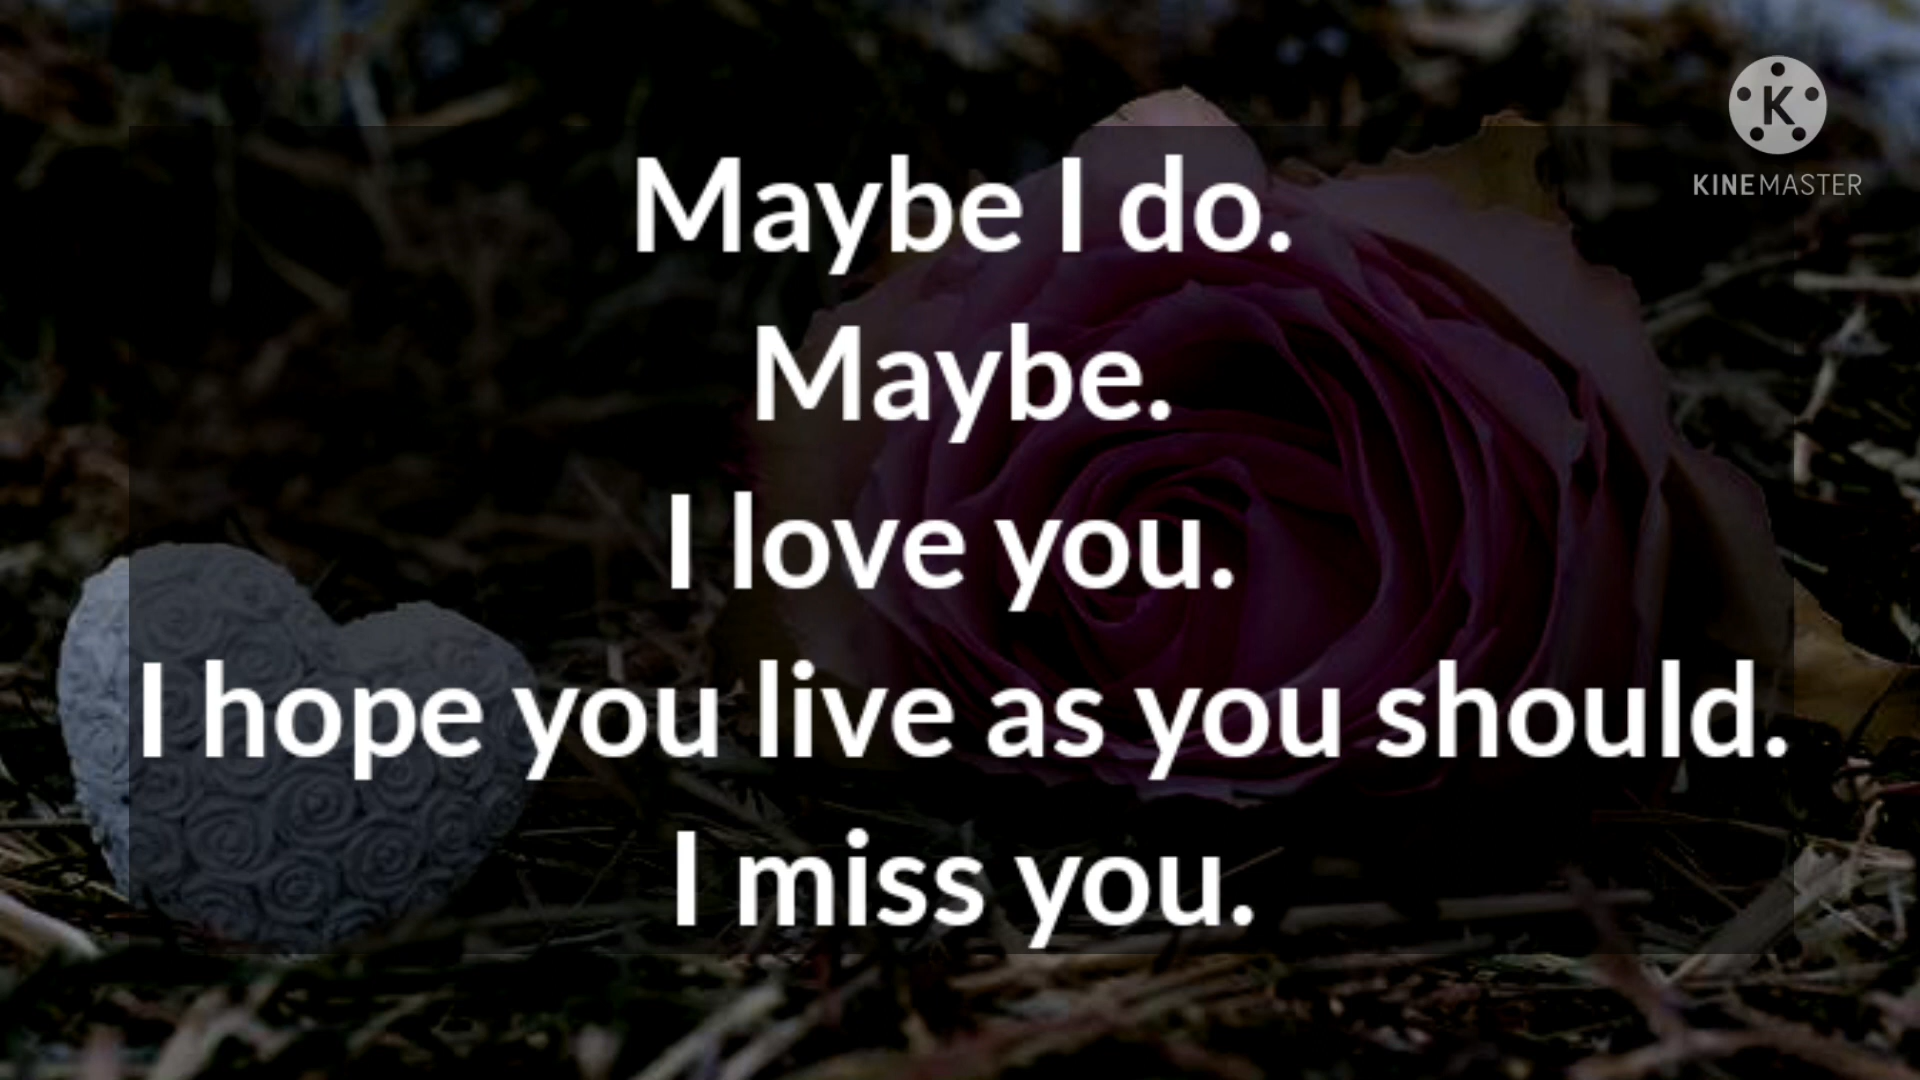 K
KINEMASTER
Maybe I do.
Maybe.
I love you.
I hope you live as you should.
I miss you.